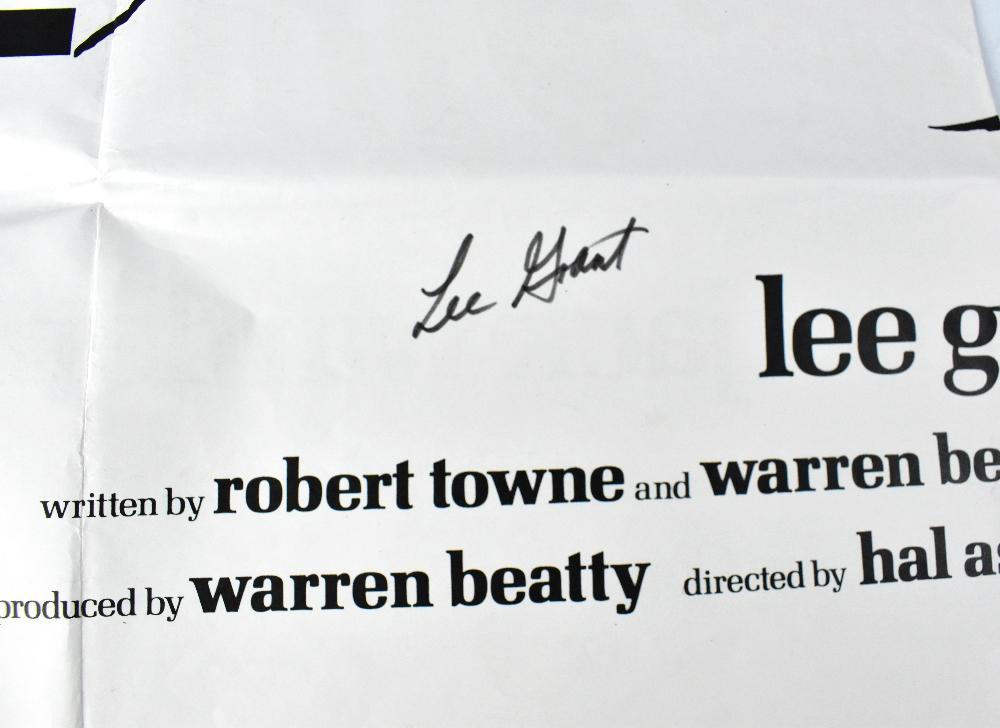 Lee Grant
lee g
written by robert towne and warren be
produced by warren beatty directed by hal as